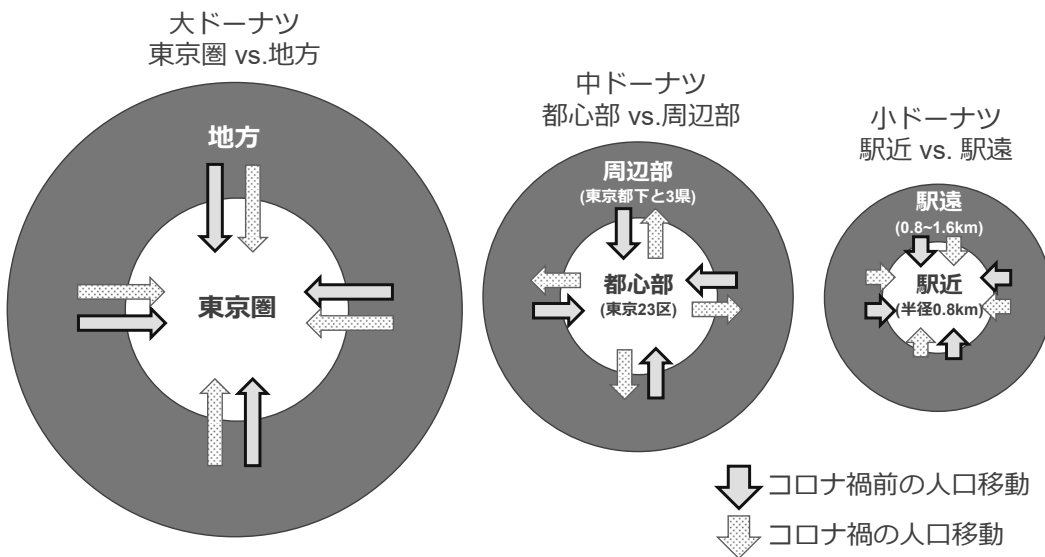 大ドーナツ
東京圏 vs.地方
地方
東京圏
中ドーナツ
都心部 vs.周辺部
周辺部
(東京都下と3県)
都心部
(東京23区)
小ドーナツ
駅近 vs. 駅遠
駅遠
(0.8~1.6km)
駅近
(半径0.8km)
コロナ禍前の人口移動
コロナ禍の人口移動